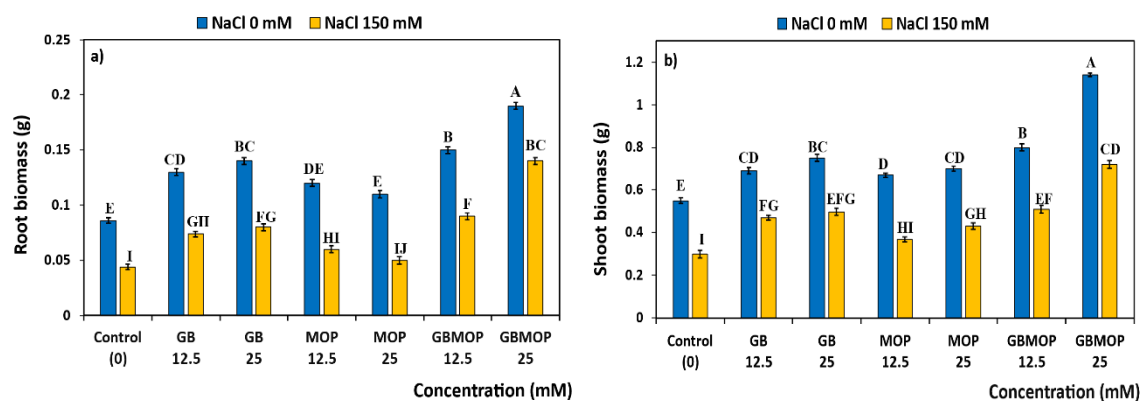 NaCl 0 mM NaCl 150 mM
a)
Root biomass (g)
0.25
0.2
0.15
0.1
0.05
0
E
I
CD
GH
BC
FG
DE
HI
E
IJ
B
F
A
BC
Control GB GB MOP MOP GBMOP GBMOP
(0) 12.5 25 12.5 25 12.5 25
Concentration (mM)
NaCl 0 mM NaCl 150 mM
b)
Shoot biomass (g)
1.2
1
0.8
0.6
0.4
0.2
0
E
I
CD
FG
BC
EFG
D
HI
CD
GH
B
EF
A
CD
Control GB GB MOP MOP GBMOP GBMOP
(0) 12.5 25 12.5 25 12.5 25
Concentration (mM)